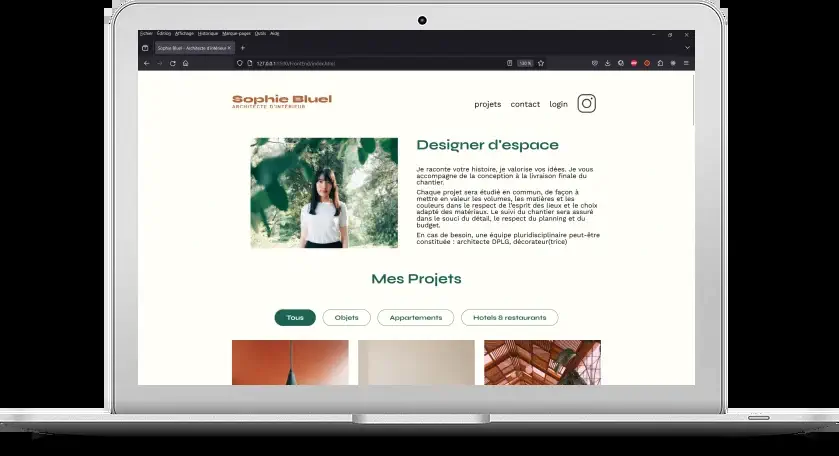 Fichier Édition Affichage Historique Marque-pages Outils Aide
Sophie Bluel - Architecte d'intérieur
127.0.0.1
100 %
Sophie Bluel
ARCHITECTE D'INTÉRIEUR
projets contact login
Designer d'espace
Je raconte votre histoire, je valorise vos idées. Je vous
accompagne de la conception à la livraison finale du
chantier.
Chaque projet sera étudié en commun, de façon à
mettre en valeur les volumes, les matières et les
couleurs dans le respect de l'esprit des lieux et le choix
adapté des matériaux. Le suivi du chantier sera assuré
dans le souci du détail, le respect du planning et du
budget.
En cas de besoin, une équipe pluridisciplinaire peut-être
constituée : architecte DPLG, décorateur(trice)
Mes Projets
Tous Objets Appartements Hotels & restaurants